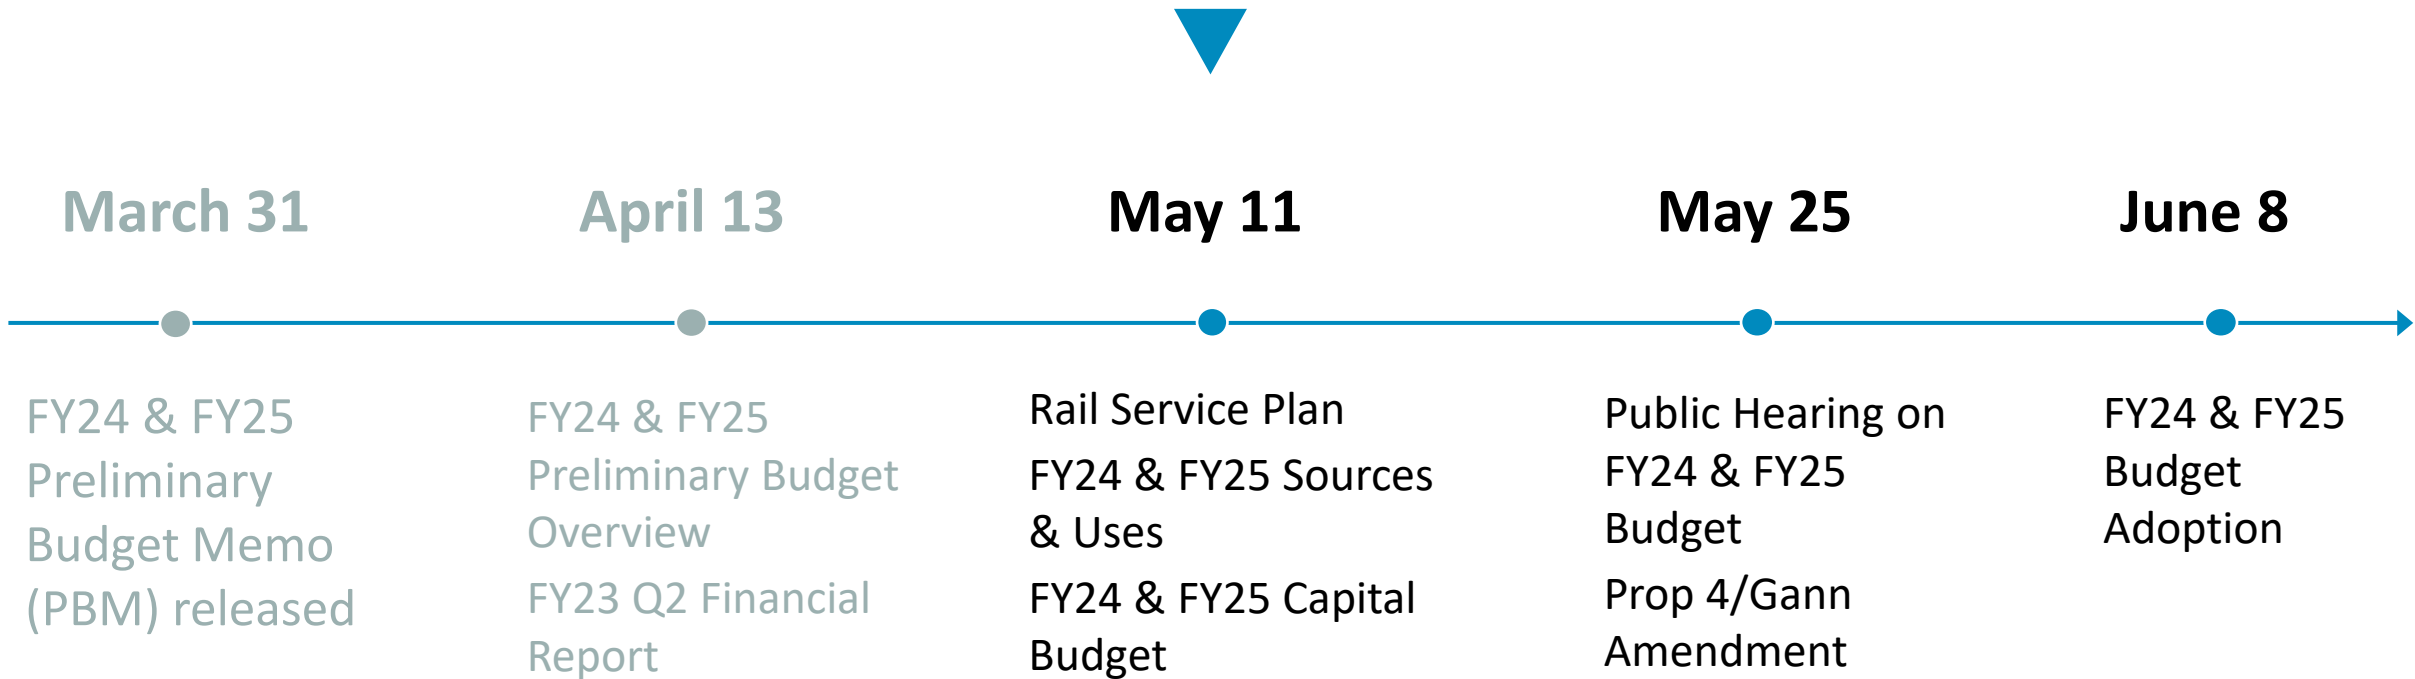 March 31
April 13
May 11
May 25
June 8
FY24 & FY25
Preliminary
Budget Memo
(PBM) released
FY24 & FY25
Preliminary Budget
Overview
FY23 Q2 Financial
Report
Rail Service Plan
FY24 & FY25 Sources
& Uses
FY24 & FY25 Capital
Budget
Public Hearing on
FY24 & FY25
Budget
Prop 4/Gann
Amendment
FY24 & FY25
Budget
Adoption